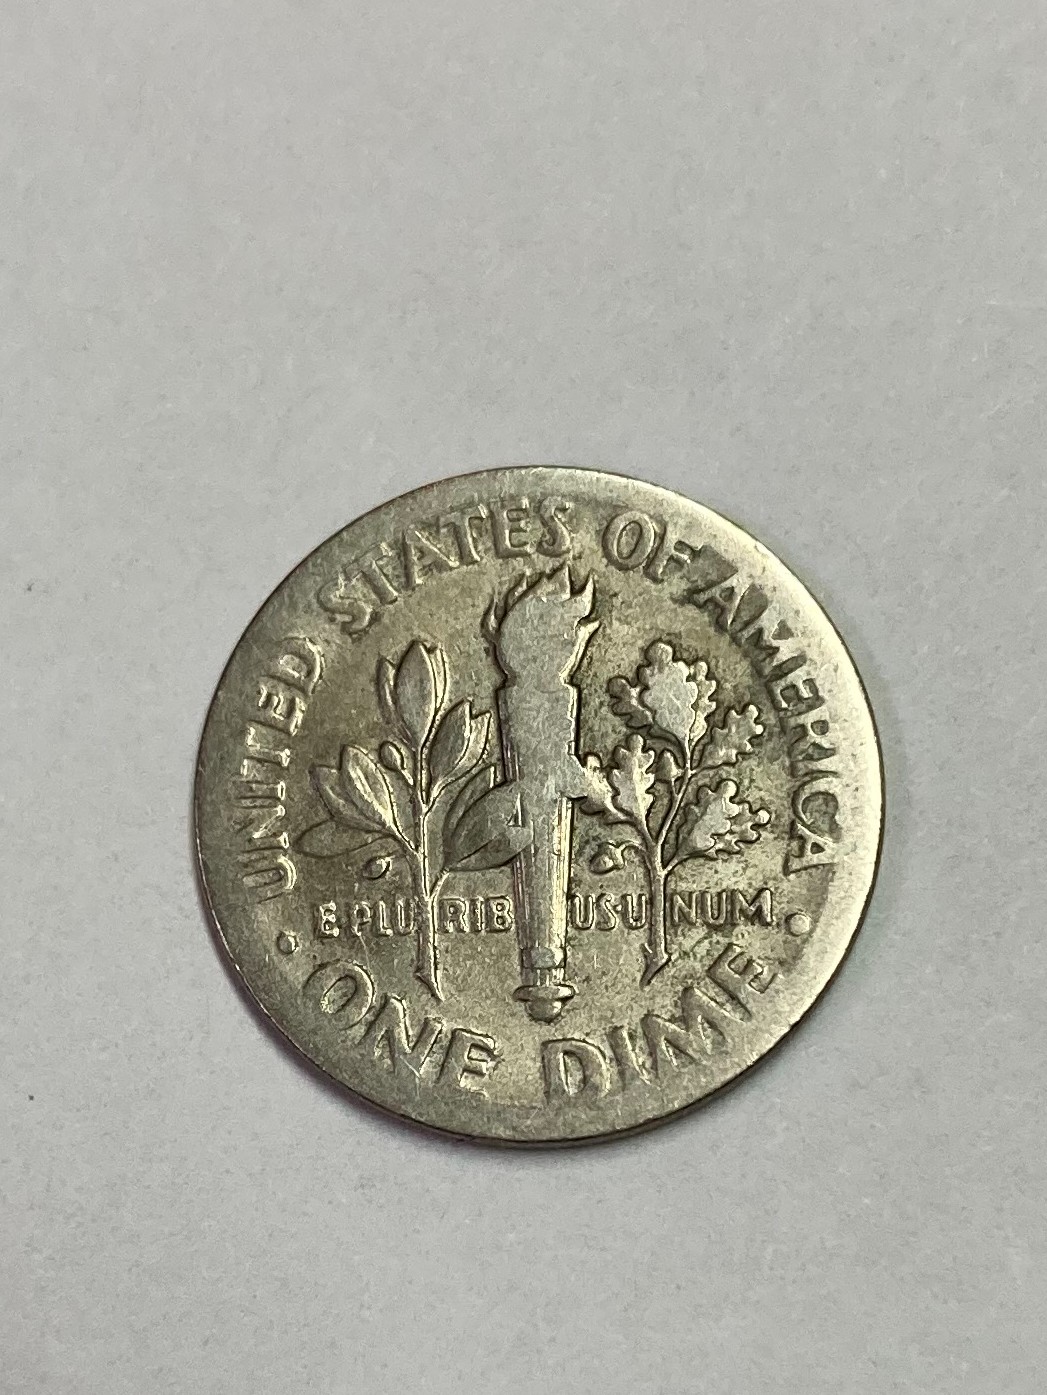 UNITED STATES OF AMERICA
E PLURIBUS UNUM
• ONE DIME •